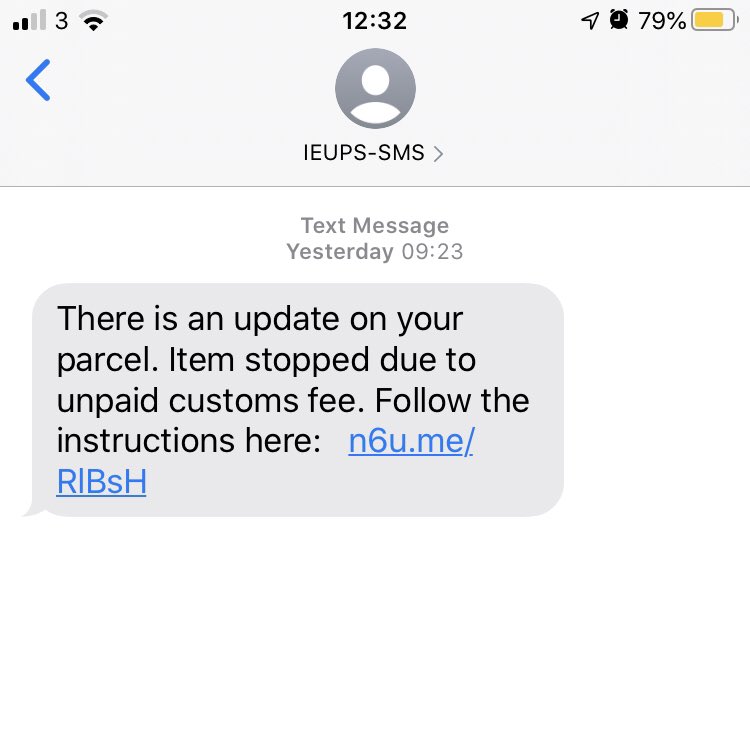 3 12:32 79%
IEUPS-SMS
Text Message
Yesterday 09:23
There is an update on your
parcel. Item stopped due to
unpaid customs fee. Follow the
instructions here: n6u.me/
RlBsH